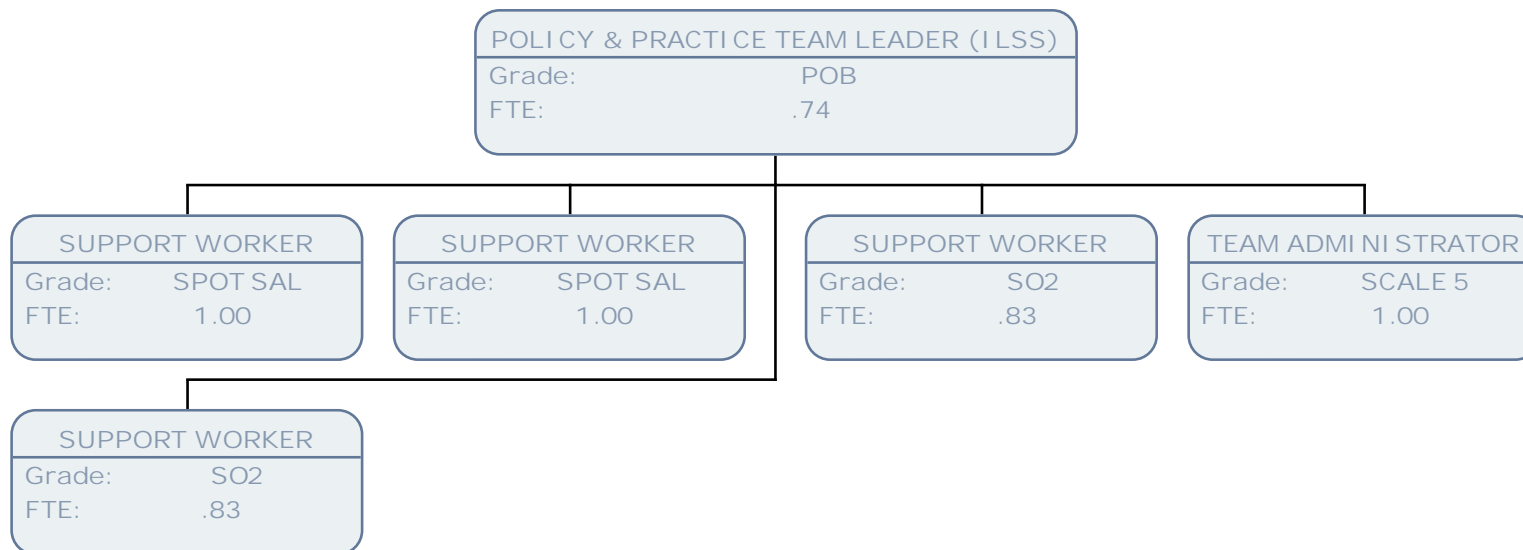 POLICY & PRACTICE TEAM LEADER (ILSS)
Grade: POB
FTE: .74
SUPPORT WORKER
Grade: SPOT SAL
FTE: 1.00
SUPPORT WORKER
Grade: SPOT SAL
FTE: 1.00
SUPPORT WORKER
Grade: SO2
FTE: .83
TEAM ADMINISTRATOR
Grade: SCALE 5
FTE: 1.00
SUPPORT WORKER
Grade: SO2
FTE: .83